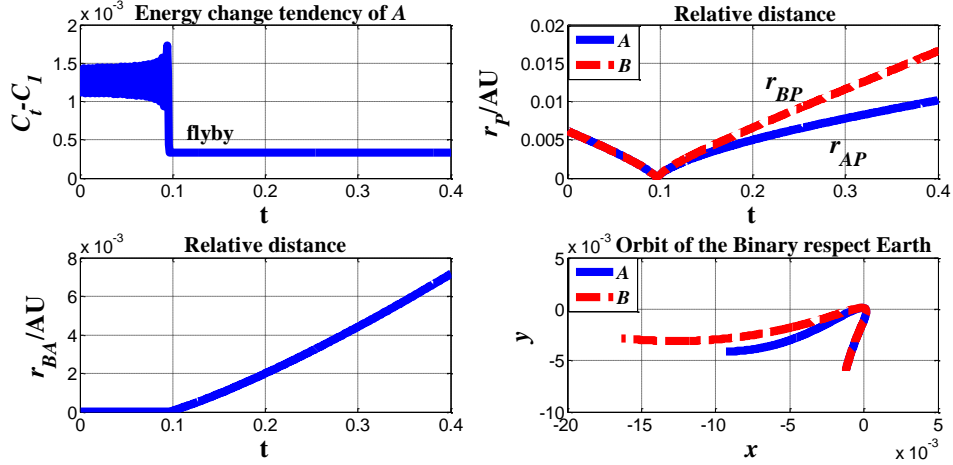 Energy change tendency of A
x 10⁻³
2
1.5
1
0.5
0
C_t-C_1
flyby
0 0.1 0.2 0.3 0.4
t
Relative distance
0.02
0.015
0.01
0.005
0
r_P/AU
A
B
r_BP
r_AP
0 0.1 0.2 0.3 0.4
t
Relative distance
x 10⁻³
8
6
4
2
0
r_BA/AU
0 0.1 0.2 0.3 0.4
t
Orbit of the Binary respect Earth
x 10⁻³
5
0
-5
-10
y
A
B
-20 -15 -10 -5 0 5
x
x 10⁻³